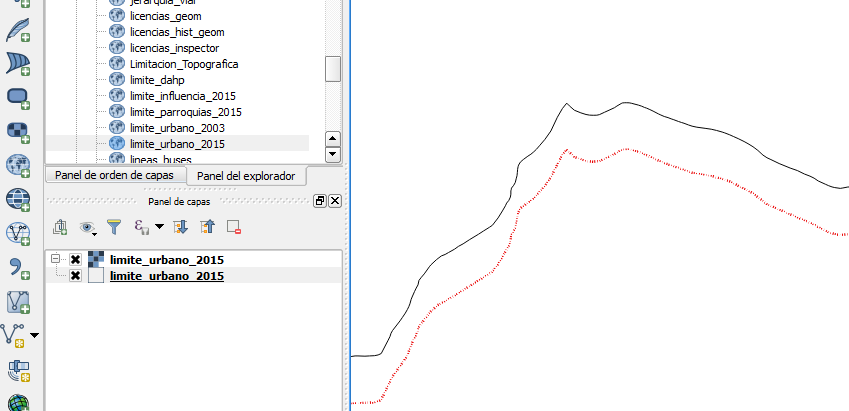 jerarquia_vial
licencias_geom
licencias_hist_geom
licencias_inspector
Limitacion_Topografica
limite_dahp
limite_influencia_2015
limite_parroquias_2015
limite_urbano_2003
limite_urbano_2015
lineas_buses
Panel de orden de capas
Panel del explorador
Panel de capas
limite_urbano_2015
limite_urbano_2015